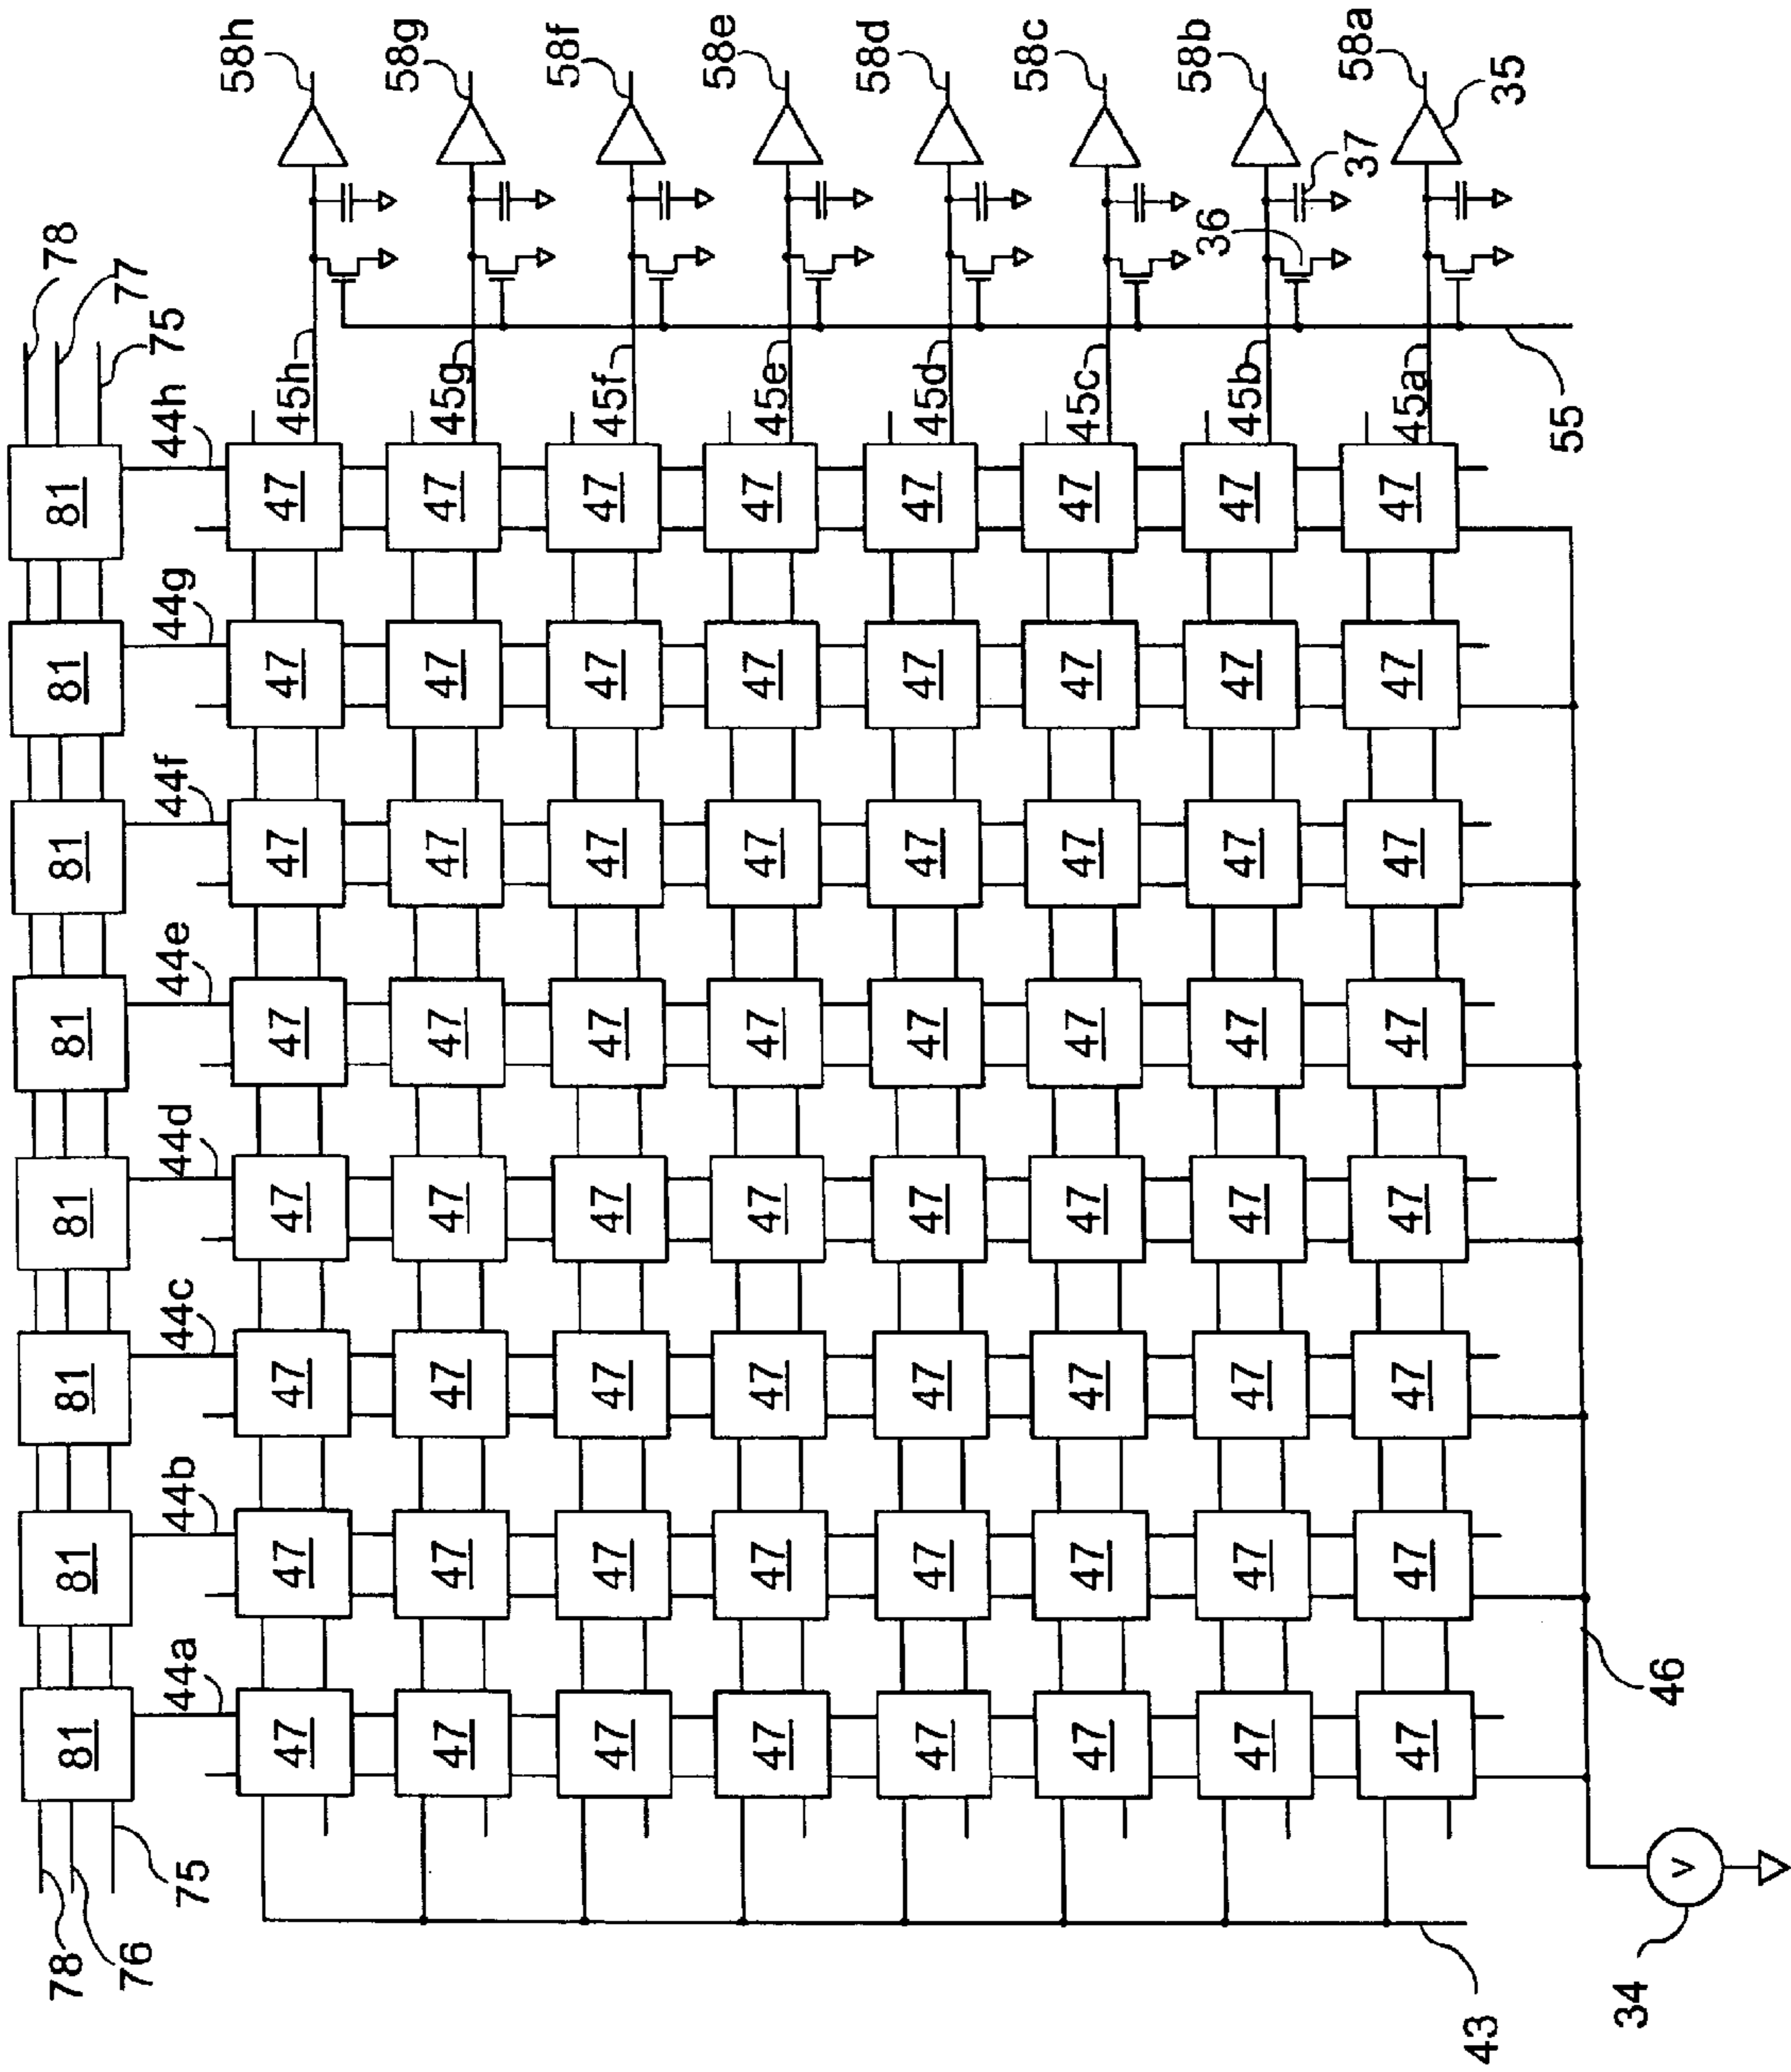 78 81 81 81 81 81 81 81 81 78
76 77
75 44a 44b 44c 44d 44e 44f 44g 44h 75
47 47 47 47 47 47 47 47 45h 58h
47 47 47 47 47 47 47 47 45g 58g
47 47 47 47 47 47 47 47 45f 58f
47 47 47 47 47 47 47 47 45e 58e
47 47 47 47 47 47 47 47 45d 58d
47 47 47 47 47 47 47 47 45c 58c
36
47 47 47 47 47 47 47 47 45b 58b
37
47 47 47 47 47 47 47 47 45a 58a
43 35
55
34 V 46